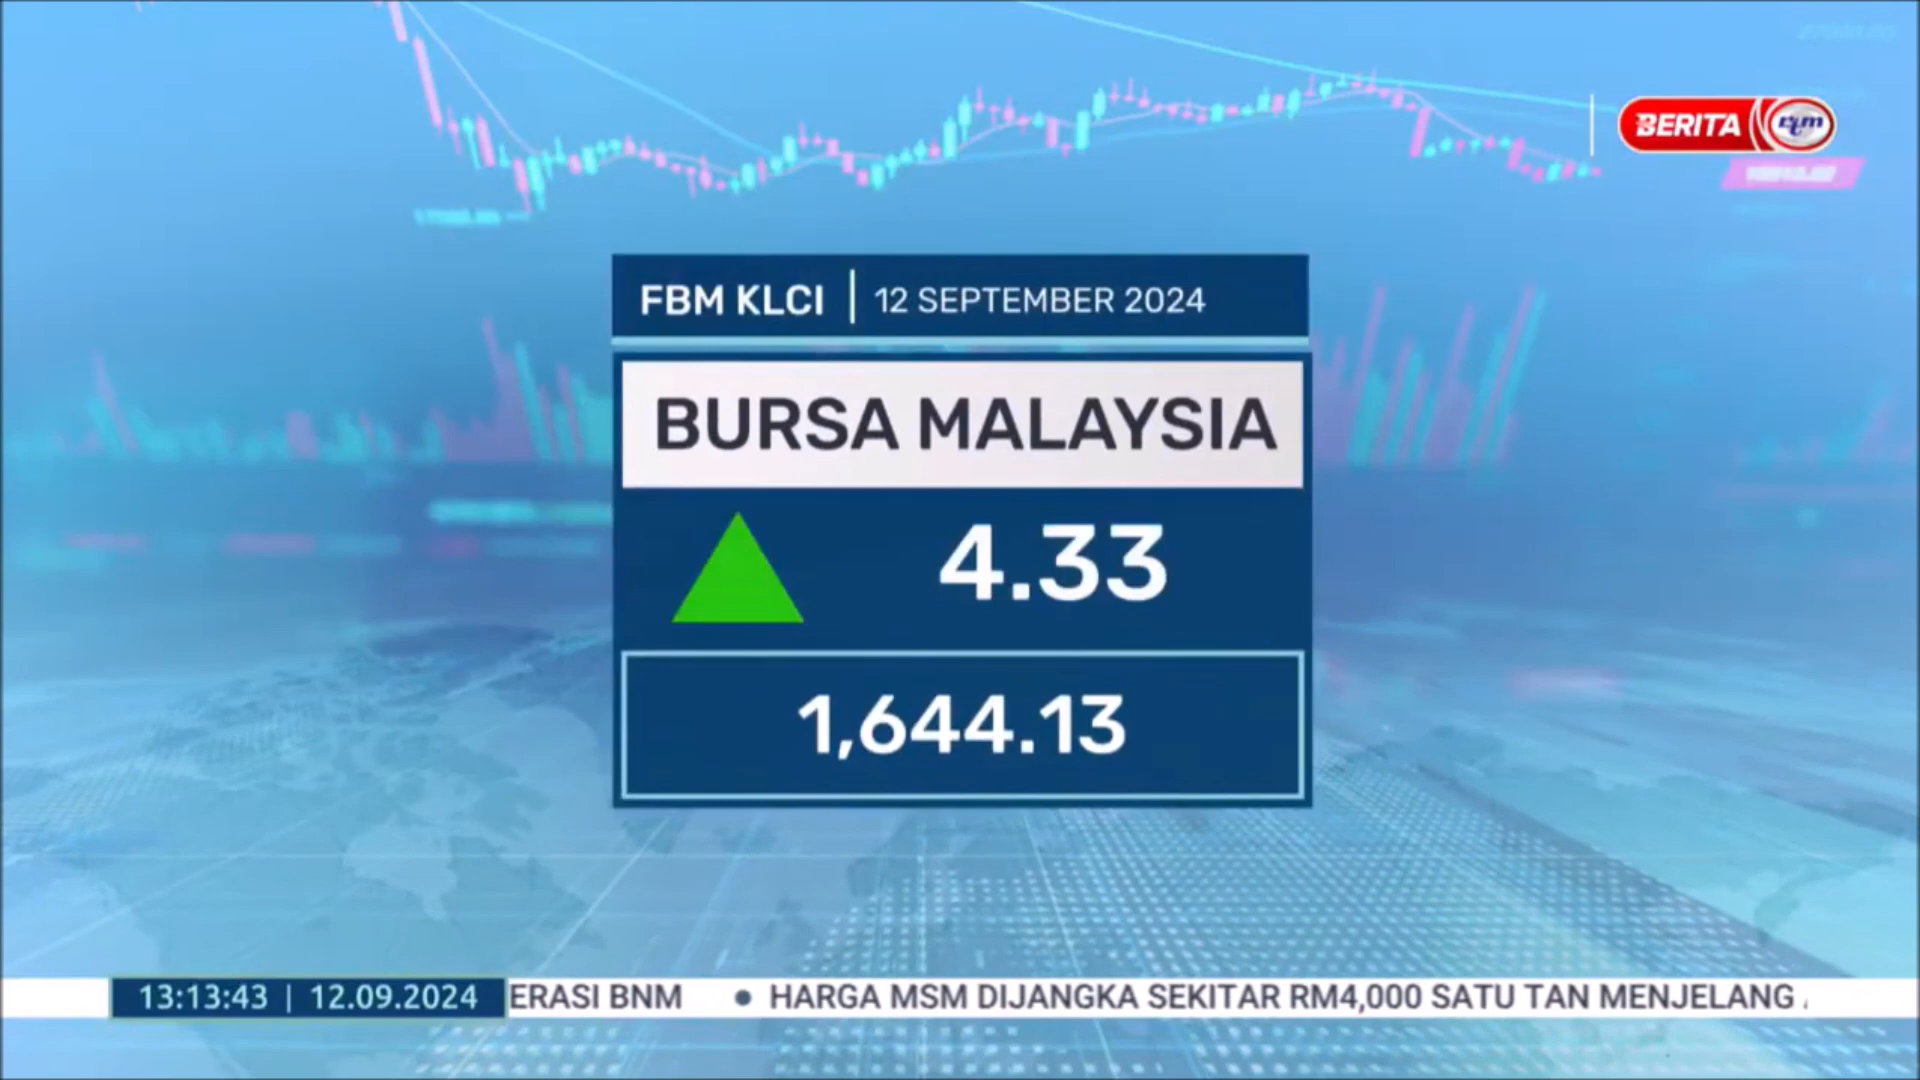 BERITA rtm
FBM KLCI | 12 SEPTEMBER 2024
BURSA MALAYSIA
4.33
1,644.13
13:13:43 | 12.09.2024 ERASI BNM • HARGA MSM DIJANGKA SEKITAR RM4,000 SATU TAN MENJELANG